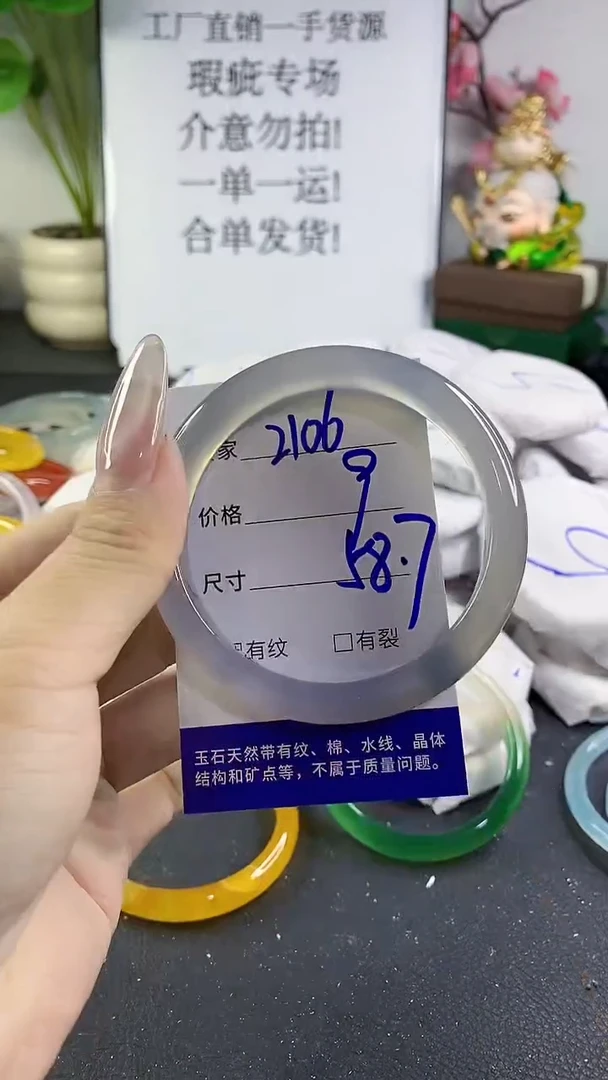 工厂直销一手货源
瑕疵专场
介意勿拍!
一单一运!
合单发货!
家 2106
价格 9
尺寸 58.7
有纹 □有裂
玉石天然带有纹、棉、水线、晶体
结构和矿点等，不属于质量问题。